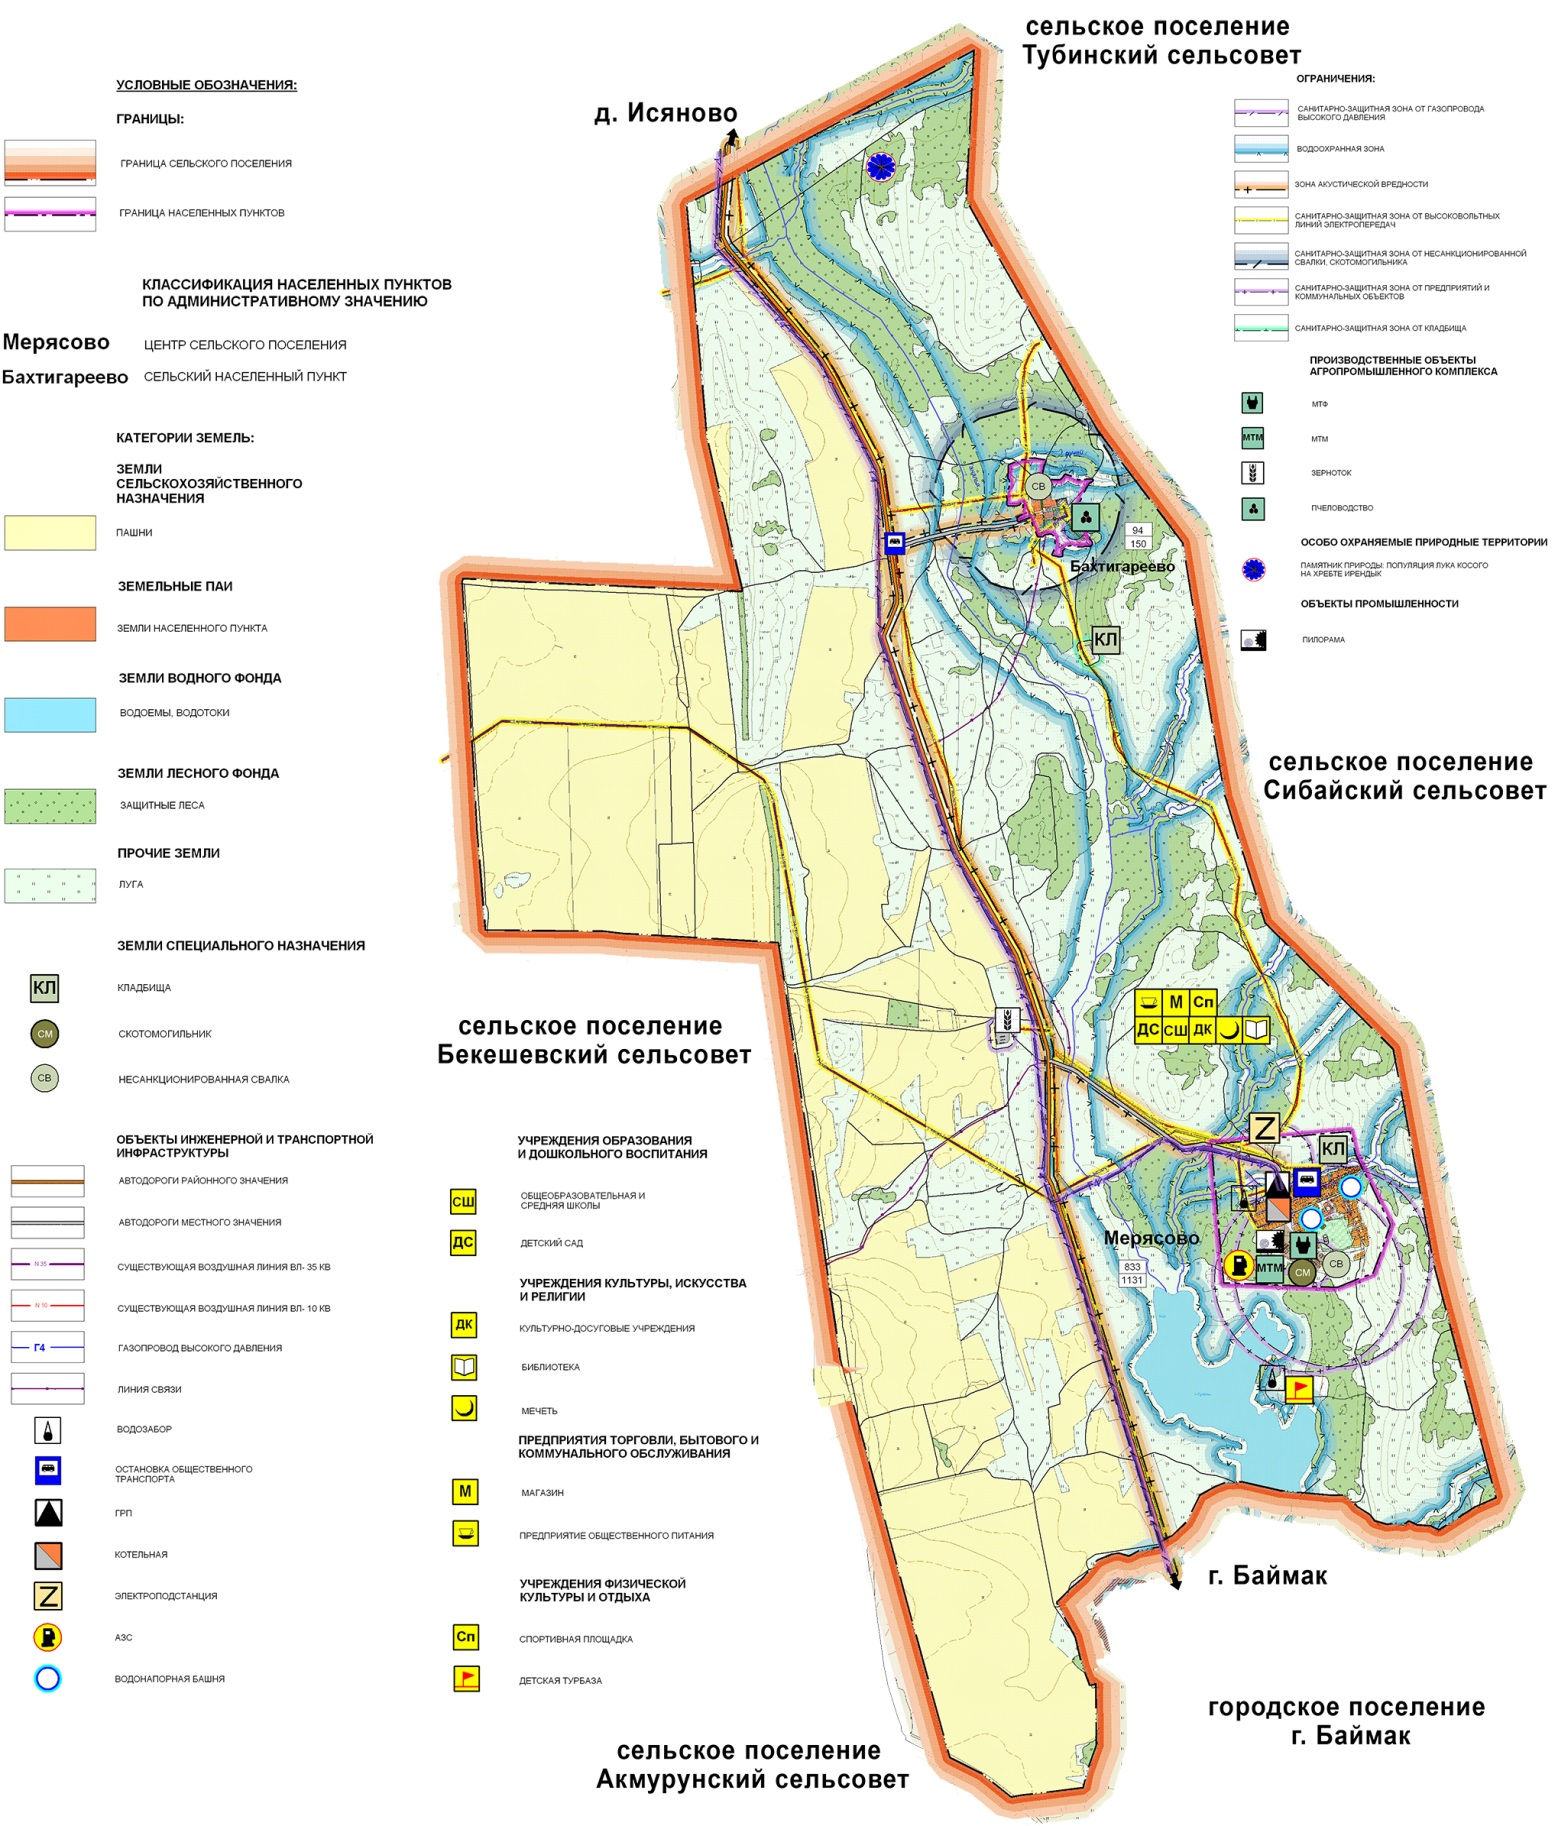 сельское поселение
Тубинский сельсовет
д. Исяново
УСЛОВНЫЕ ОБОЗНАЧЕНИЯ:
ГРАНИЦЫ:
ГРАНИЦА СЕЛЬСКОГО ПОСЕЛЕНИЯ
ГРАНИЦА НАСЕЛЕННЫХ ПУНКТОВ
КЛАССИФИКАЦИЯ НАСЕЛЕННЫХ ПУНКТОВ
ПО АДМИНИСТРАТИВНОМУ ЗНАЧЕНИЮ
Мерясово ЦЕНТР СЕЛЬСКОГО ПОСЕЛЕНИЯ
Бахтигареево СЕЛЬСКИЙ НАСЕЛЕННЫЙ ПУНКТ
КАТЕГОРИИ ЗЕМЕЛЬ:
ЗЕМЛИ
СЕЛЬСКОХОЗЯЙСТВЕННОГО
НАЗНАЧЕНИЯ
ПАШНИ
ЗЕМЕЛЬНЫЕ ПАИ
ЗЕМЛИ НАСЕЛЕННОГО ПУНКТА
ЗЕМЛИ ВОДНОГО ФОНДА
ВОДОЕМЫ, ВОДОТОКИ
ЗЕМЛИ ЛЕСНОГО ФОНДА
ЗАЩИТНЫЕ ЛЕСА
ПРОЧИЕ ЗЕМЛИ
ЛУГА
ЗЕМЛИ СПЕЦИАЛЬНОГО НАЗНАЧЕНИЯ
КЛ КЛАДБИЩА
СМ СКОТОМОГИЛЬНИК
СВ НЕСАНКЦИОНИРОВАННАЯ СВАЛКА
ОБЪЕКТЫ ИНЖЕНЕРНОЙ И ТРАНСПОРТНОЙ
ИНФРАСТРУКТУРЫ
АВТОДОРОГИ РАЙОННОГО ЗНАЧЕНИЯ
АВТОДОРОГИ МЕСТНОГО ЗНАЧЕНИЯ
N 35 СУЩЕСТВУЮЩАЯ ВОЗДУШНАЯ ЛИНИЯ ВЛ- 35 КВ
N 10 СУЩЕСТВУЮЩАЯ ВОЗДУШНАЯ ЛИНИЯ ВЛ- 10 КВ
Г4 ГАЗОПРОВОД ВЫСОКОГО ДАВЛЕНИЯ
ЛИНИЯ СВЯЗИ
ВОДОЗАБОР
ОСТАНОВКА ОБЩЕСТВЕННОГО
ТРАНСПОРТА
ГРП
КОТЕЛЬНАЯ
Z ЭЛЕКТРОПОДСТАНЦИЯ
АЗС
ВОДОНАПОРНАЯ БАШНЯ
УЧРЕЖДЕНИЯ ОБРАЗОВАНИЯ
И ДОШКОЛЬНОГО ВОСПИТАНИЯ
СШ ОБЩЕОБРАЗОВАТЕЛЬНАЯ И
СРЕДНЯЯ ШКОЛЫ
ДС ДЕТСКИЙ САД
УЧРЕЖДЕНИЯ КУЛЬТУРЫ, ИСКУССТВА
И РЕЛИГИИ
ДК КУЛЬТУРНО-ДОСУГОВЫЕ УЧРЕЖДЕНИЯ
БИБЛИОТЕКА
МЕЧЕТЬ
ПРЕДПРИЯТИЯ ТОРГОВЛИ, БЫТОВОГО И
КОММУНАЛЬНОГО ОБСЛУЖИВАНИЯ
М МАГАЗИН
ПРЕДПРИЯТИЕ ОБЩЕСТВЕННОГО ПИТАНИЯ
УЧРЕЖДЕНИЯ ФИЗИЧЕСКОЙ
КУЛЬТУРЫ И ОТДЫХА
Сп СПОРТИВНАЯ ПЛОЩАДКА
ДЕТСКАЯ ТУРБАЗА
ОГРАНИЧЕНИЯ:
САНИТАРНО-ЗАЩИТНАЯ ЗОНА ОТ ГАЗОПРОВОДА
ВЫСОКОГО ДАВЛЕНИЯ
ВОДООХРАННАЯ ЗОНА
ЗОНА АКУСТИЧЕСКОЙ ВРЕДНОСТИ
САНИТАРНО-ЗАЩИТНАЯ ЗОНА ОТ ВЫСОКОВОЛЬТНЫХ
ЛИНИЙ ЭЛЕКТРОПЕРЕДАЧ
САНИТАРНО-ЗАЩИТНАЯ ЗОНА ОТ НЕСАНКЦИОНИРОВАННОЙ
СВАЛКИ, СКОТОМОГИЛЬНИКА
САНИТАРНО-ЗАЩИТНАЯ ЗОНА ОТ ПРЕДПРИЯТИЙ И
КОММУНАЛЬНЫХ ОБЪЕКТОВ
САНИТАРНО-ЗАЩИТНАЯ ЗОНА ОТ КЛАДБИЩА
ПРОИЗВОДСТВЕННЫЕ ОБЪЕКТЫ
АГРОПРОМЫШЛЕННОГО КОМПЛЕКСА
МТФ
МТМ МТМ
ЗЕРНОТОК
ПЧЕЛОВОДСТВО
ОСОБО ОХРАНЯЕМЫЕ ПРИРОДНЫЕ ТЕРРИТОРИИ
ПАМЯТНИК ПРИРОДЫ: ПОПУЛЯЦИЯ ЛУКА КОСОГО
НА ХРЕБТЕ ИРЕНДЫК
ОБЪЕКТЫ ПРОМЫШЛЕННОСТИ
ПИЛОРАМА
СВ
94
150
Бахтигареево
КЛ
сельское поселение
Сибайский сельсовет
М Сп
ДС СШ ДК
сельское поселение
Бекешевский сельсовет
Z
КЛ
Мерясово
833
1131
МТМ СМ СВ
г. Баймак
городское поселение
г. Баймак
сельское поселение
Акмурунский сельсовет